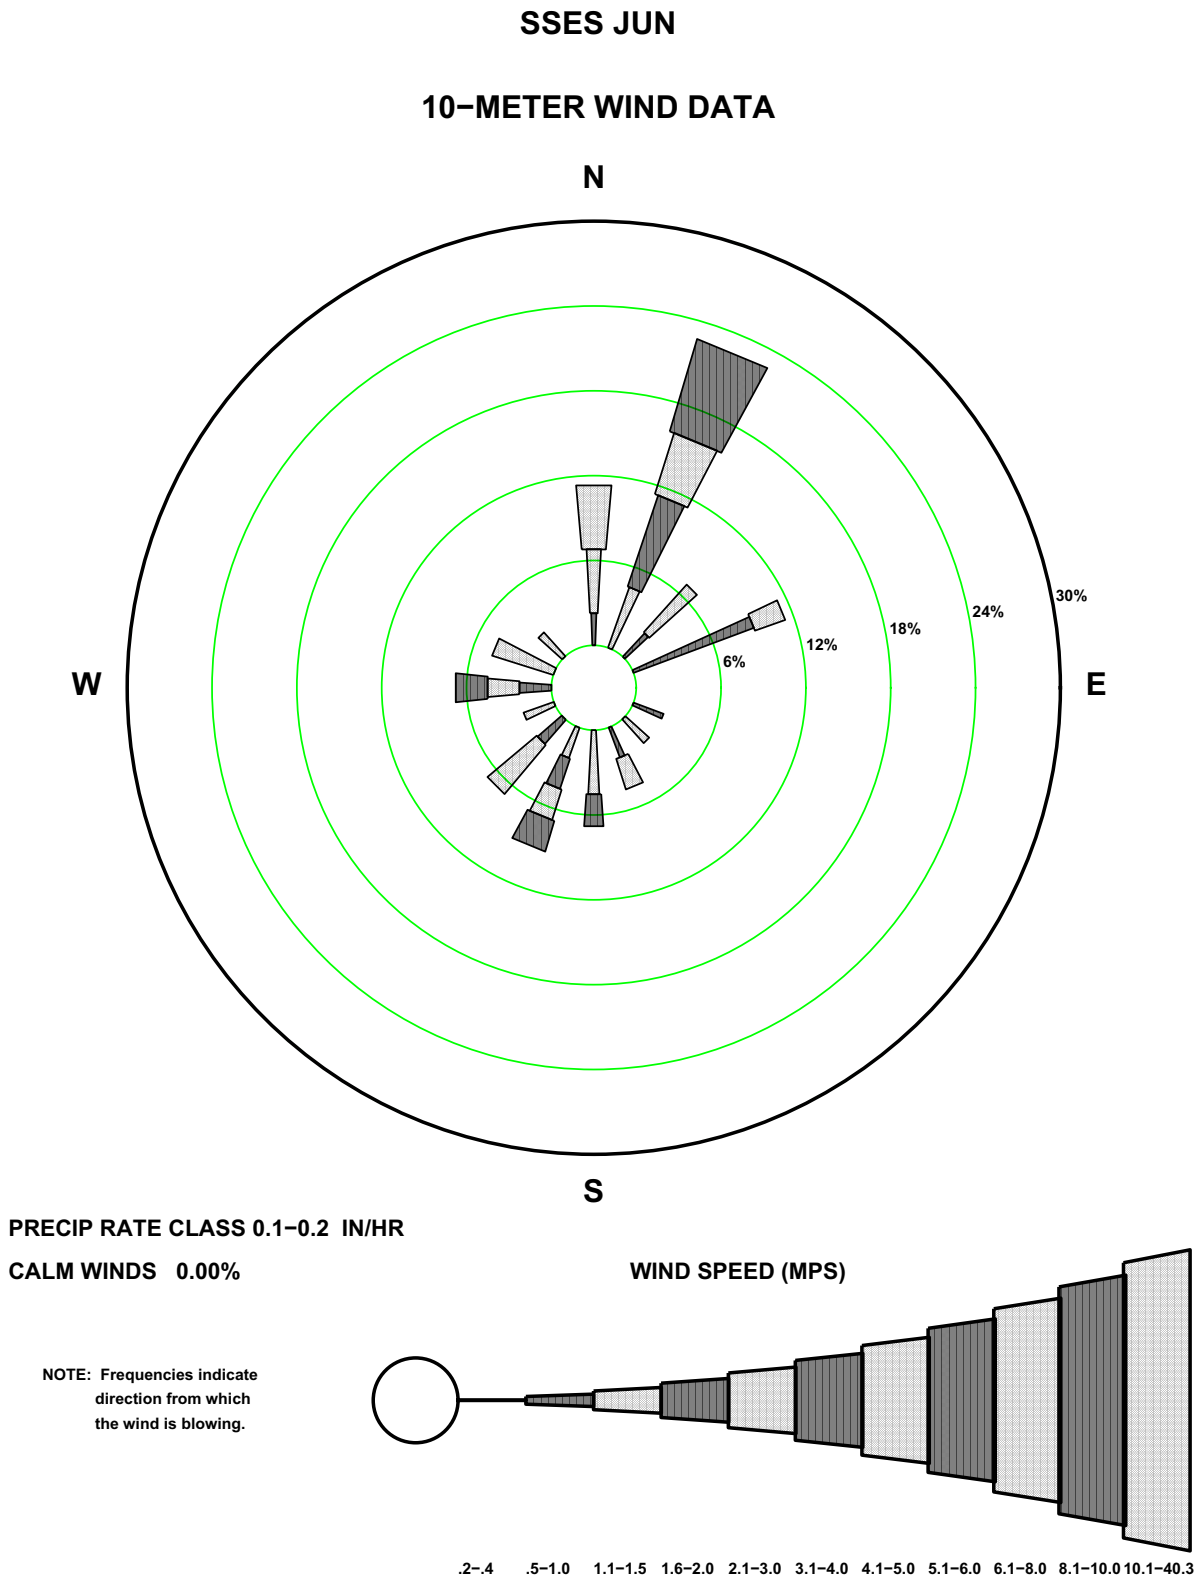 SSES JUN
10−METER WIND DATA
N
30%
24%
18%
12%
6%
W
E
S
PRECIP RATE CLASS 0.1−0.2  IN/HR
CALM WINDS   0.00%
WIND SPEED (MPS)
NOTE:  Frequencies indicate
direction from which
the wind is blowing.
.2−.4 .5−1.0 1.1−1.5 1.6−2.0 2.1−3.0 3.1−4.0 4.1−5.0 5.1−6.0 6.1−8.0 8.1−10.0 10.1−40.3